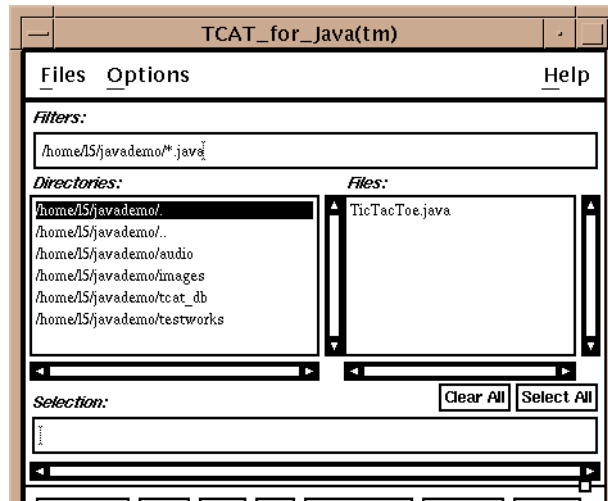 TCAT_for_Java(tm)
Files Options Help
Filters:
/home/l5/javademo/*.java
Directories: Files:
/home/l5/javademo/. TicTacToe.java
/home/l5/javademo/..
/home/l5/javademo/audio
/home/l5/javademo/images
/home/l5/javademo/tcat_db
/home/l5/javademo/testworks
Clear All Select All
Selection: